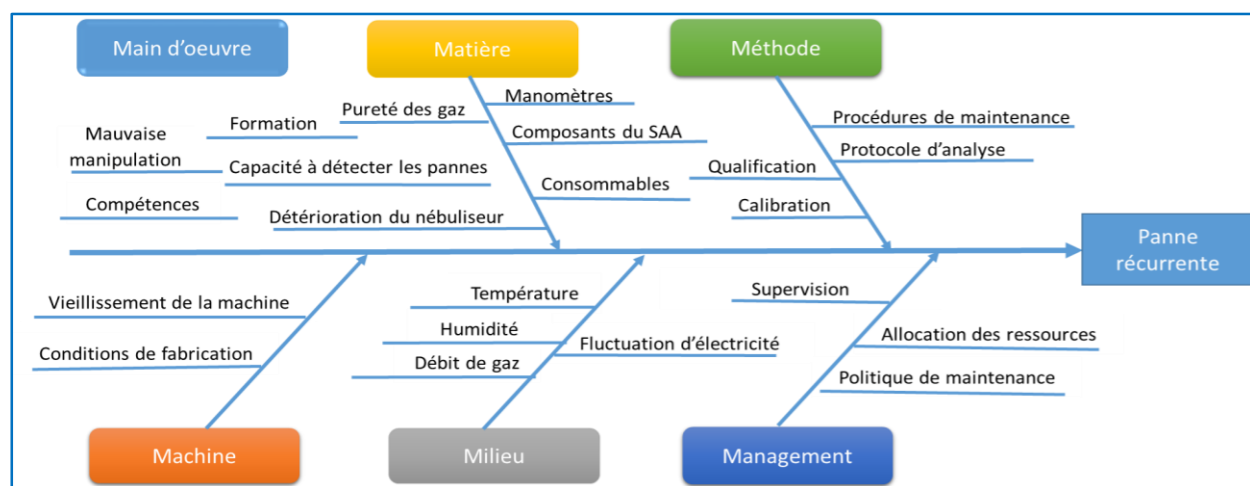 Main d'oeuvre
Matière
Méthode
Mauvaise
manipulation
Formation
Capacité à détecter les pannes
Compétences
Pureté des gaz
Manomètres
Composants du SAA
Consommables
Détérioration du nébuliseur
Procédures de maintenance
Protocole d'analyse
Qualification
Calibration
Panne
récurrente
Vieillissement de la machine
Conditions de fabrication
Température
Humidité
Fluctuation d'électricité
Débit de gaz
Supervision
Allocation des ressources
Politique de maintenance
Machine
Milieu
Management